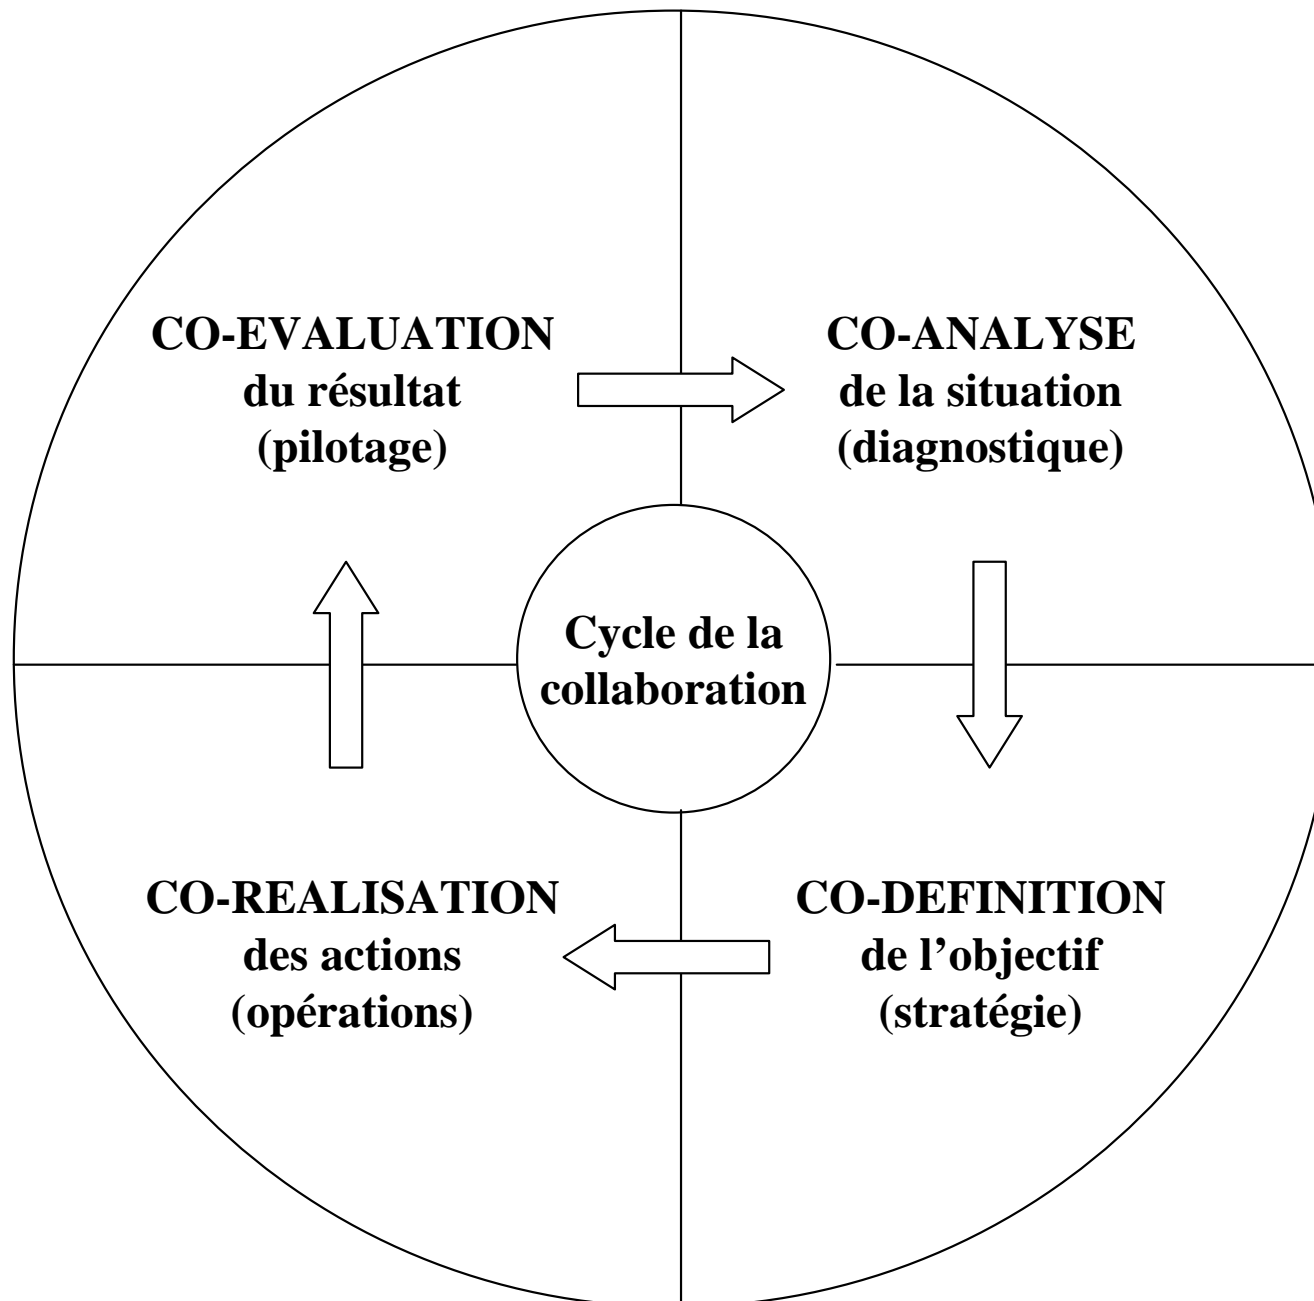 CO-EVALUATION
du résultat
(pilotage)
CO-ANALYSE
de la situation
(diagnostique)
Cycle de la
collaboration
CO-REALISATION
des actions
(opérations)
CO-DEFINITION
de l’objectif
(stratégie)